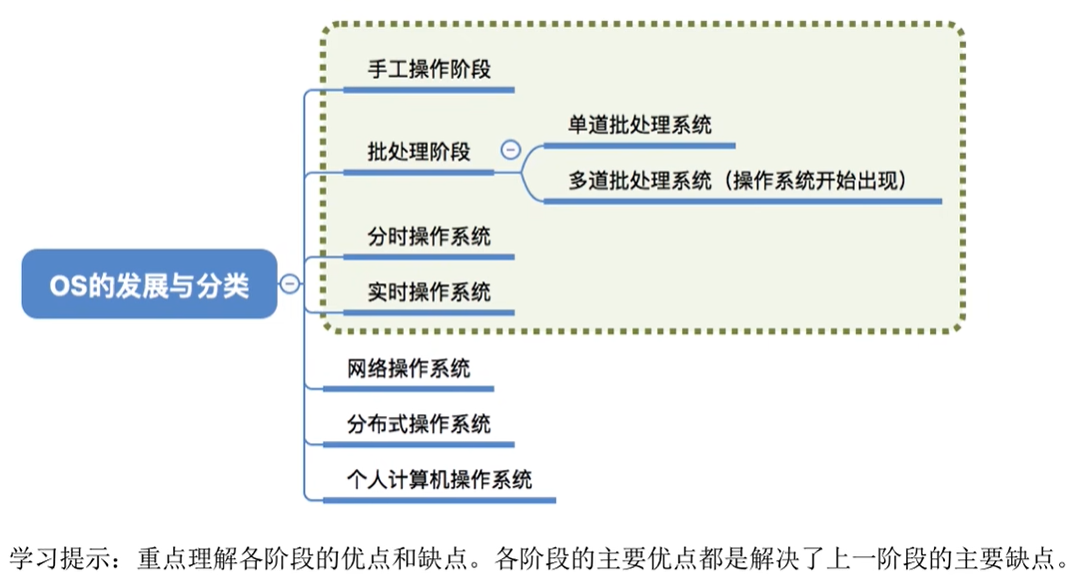 OS的发展与分类
手工操作阶段
批处理阶段
单道批处理系统
多道批处理系统（操作系统开始出现）
分时操作系统
实时操作系统
网络操作系统
分布式操作系统
个人计算机操作系统
学习提示：重点理解各阶段的优点和缺点。各阶段的主要优点都是解决了上一阶段的主要缺点。